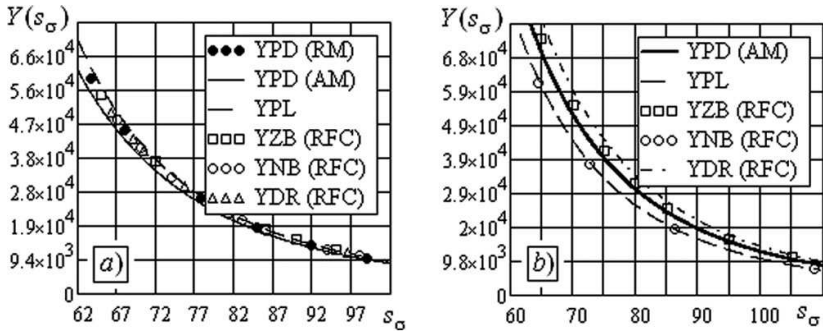 Y(s_σ)
6.6×10⁴
5.6×10⁴
4.7×10⁴
3.8×10⁴
2.8×10⁴
1.9×10⁴
9.4×10³
0
YPD (RM)
YPD (AM)
YPL
YZB (RFC)
YNB (RFC)
YDR (RFC)
a)
62 67 72 77 82 87 92 97 s_σ
Y(s_σ)
6.8×10⁴
5.9×10⁴
4.9×10⁴
3.9×10⁴
2.9×10⁴
2×10⁴
9.8×10³
0
YPD (AM)
YPL
YZB (RFC)
YNB (RFC)
YDR (RFC)
b)
60 70 80 90 100 s_σ